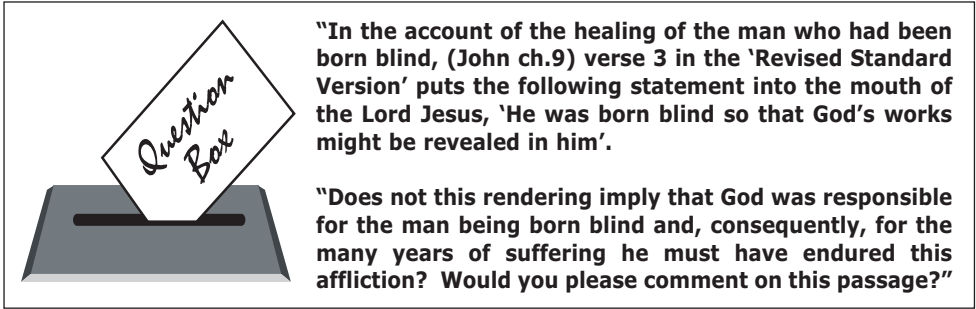 Question
Box
“In the account of the healing of the man who had been
born blind, (John ch.9) verse 3 in the ‘Revised Standard
Version’ puts the following statement into the mouth of
the Lord Jesus, ‘He was born blind so that God’s works
might be revealed in him’.
“Does not this rendering imply that God was responsible
for the man being born blind and, consequently, for the
many years of suffering he must have endured this
affliction?  Would you please comment on this passage?”